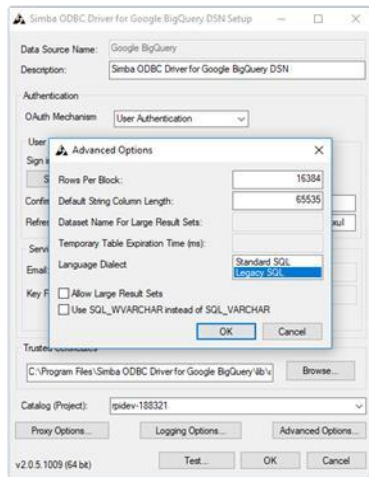 Simba ODBC Driver for Google BigQuery DSN Setup
Data Source Name: Google BigQuery
Description: Simba ODBC Driver for Google BigQuery DSN
Authentication
OAuth Mechanism User Authentication
User
Sign i
Advanced Options
Rows Per Block: 16384
Default String Column Length: 65535
Dataset Name For Large Result Sets:
Temporary Table Expiration Time (ms):
Language Dialect Standard SQL
Legacy SQL
Allow Large Result Sets
Use SQL_WVARCHAR instead of SQL_VARCHAR
OK Cancel
S
Confir
Refre xul
Servi
Email:
Key F
Trusted Certificates
C:\Program Files\Simba ODBC Driver for Google BigQuery\lib\c Browse...
Catalog (Project): rpidev-188321
Proxy Options... Logging Options... Advanced Options...
v2.0.5.1009 (64 bit) Test... OK Cancel